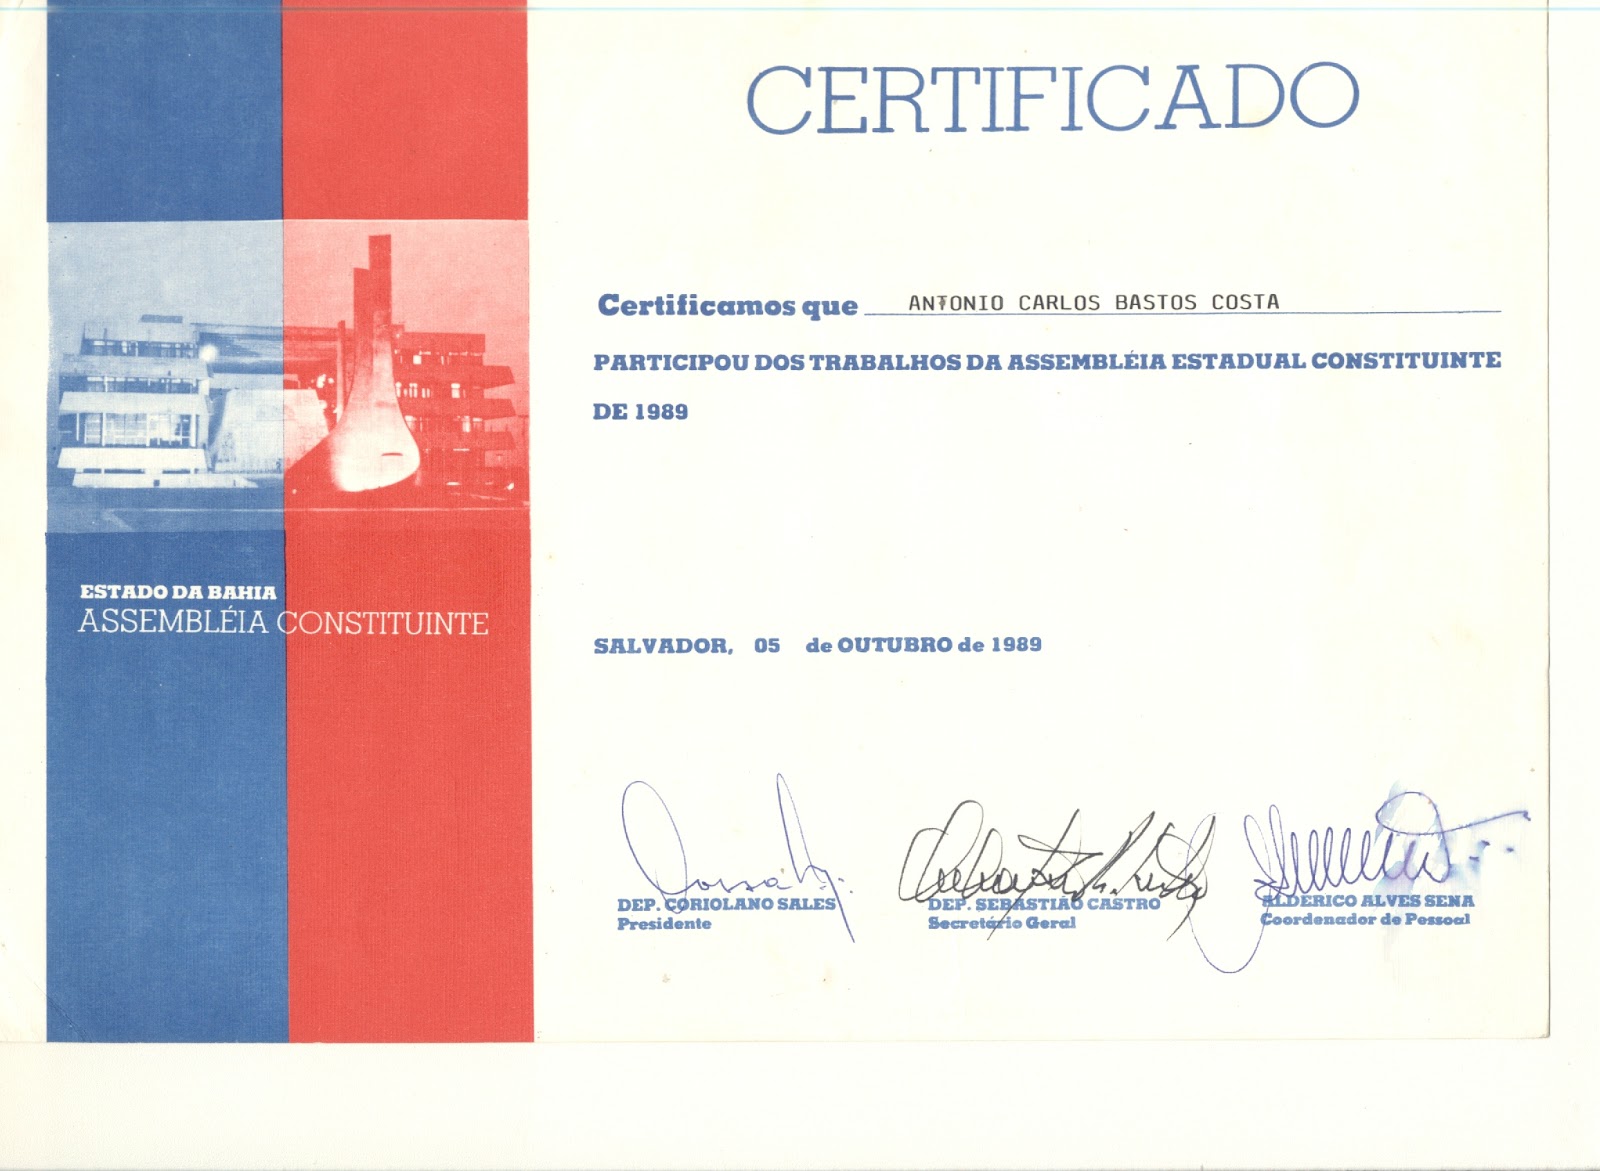 CERTIFICADO
Certificamos que ANTONIO CARLOS BASTOS COSTA
PARTICIPOU DOS TRABALHOS DA ASSEMBLÉIA ESTADUAL CONSTITUINTE
DE 1989
ESTADO DA BAHIA
ASSEMBLÉIA CONSTITUINTE
SALVADOR, 05 de OUTUBRO de 1989
DEP. CORIOLANO SALES
Presidente
DEP. SEBASTIÃO CASTRO
Secretário Geral
ALDERICO ALVES SENA
Coordenador de Pessoal